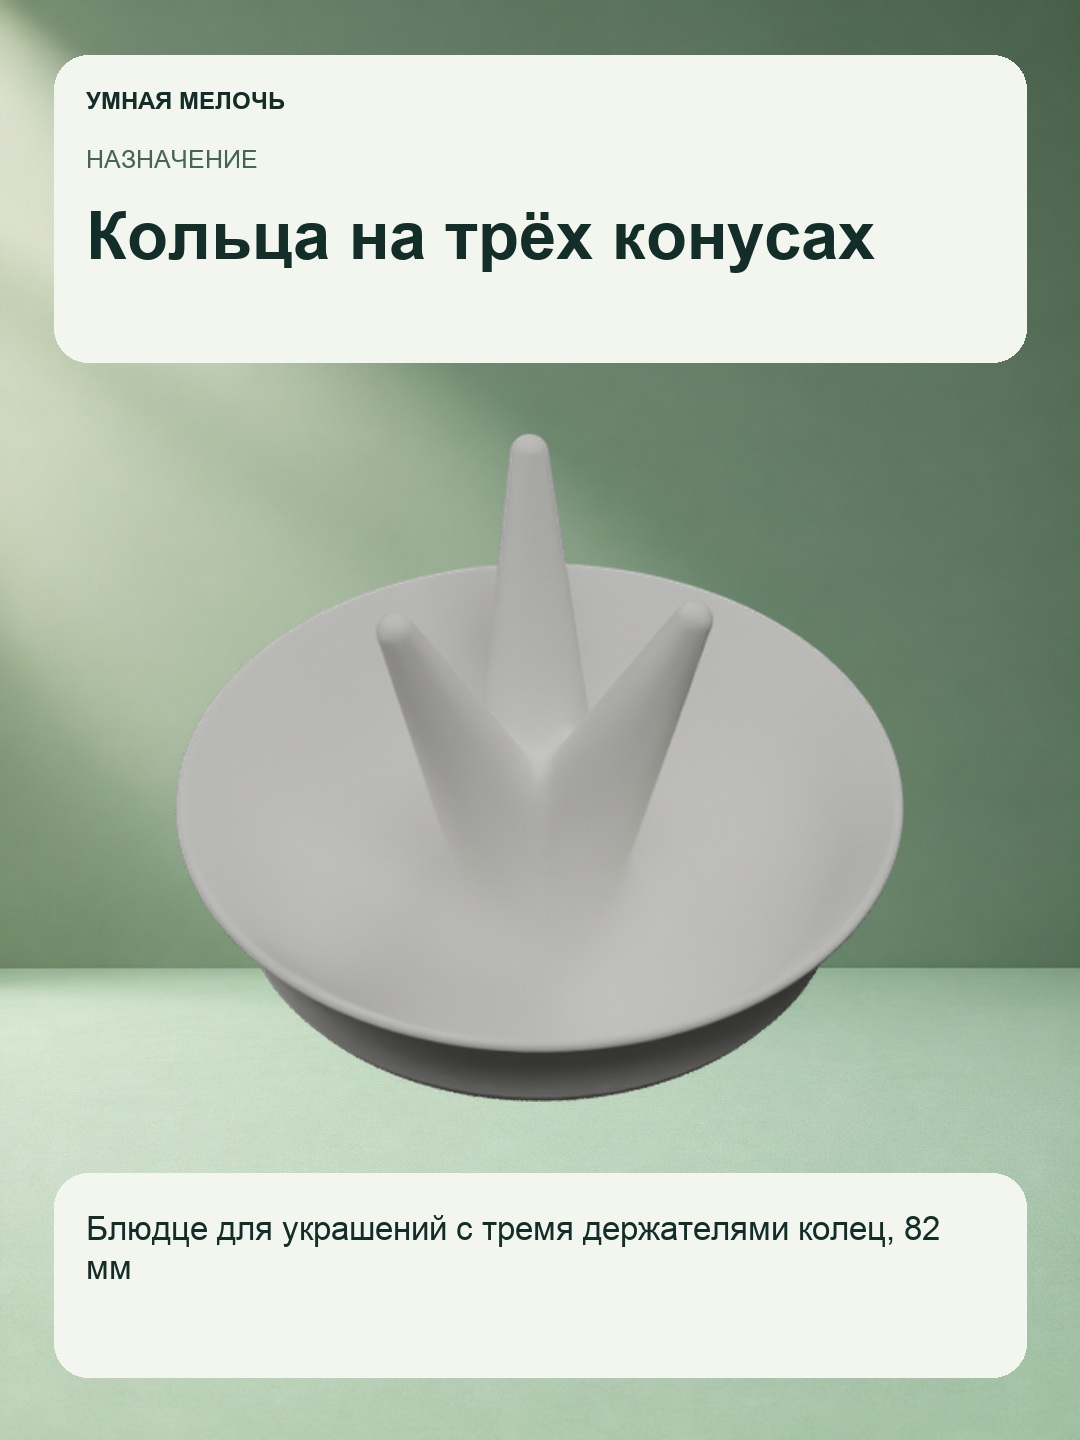 УМНАЯ МЕЛОЧЬ
НАЗНАЧЕНИЕ
Кольца на трёх конусах
Блюдце для украшений с тремя держателями колец, 82
мм